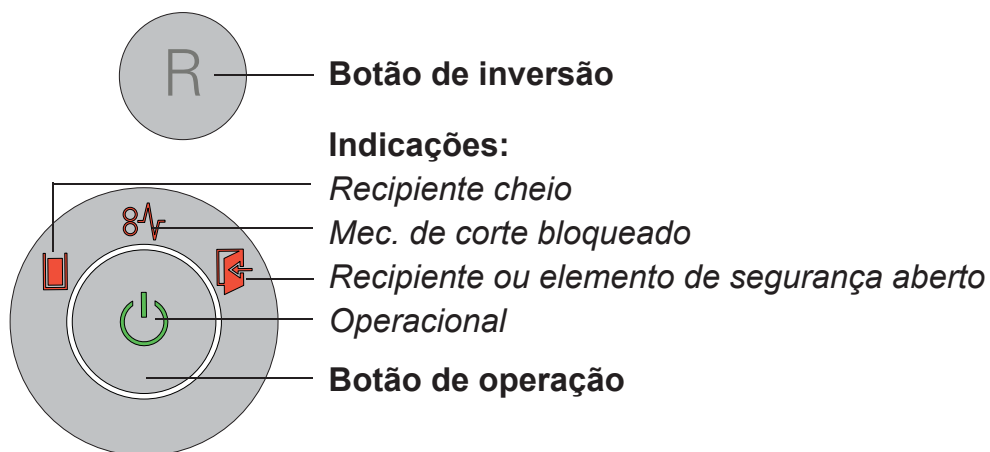 R
Botão de inversão
Indicações:
Recipiente cheio
Mec. de corte bloqueado
Recipiente ou elemento de segurança aberto
Operacional
Botão de operação